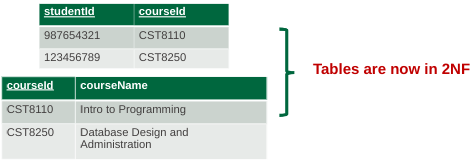 studentId courseId
987654321 CST8110
123456789 CST8250
Tables are now in 2NF
courseId courseName
CST8110 Intro to Programming
CST8250 Database Design and
Administration